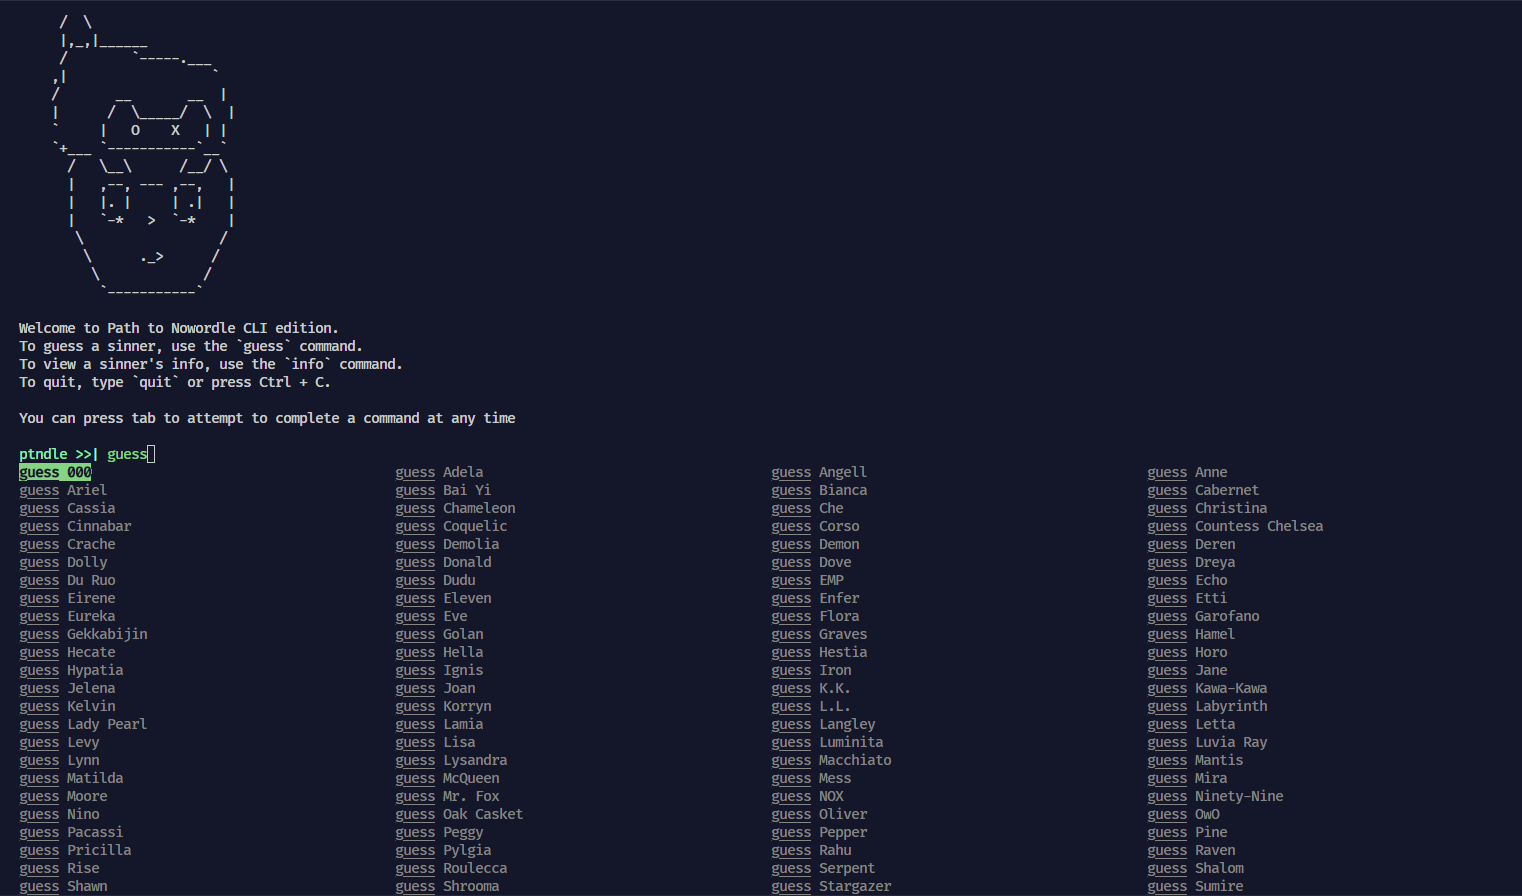 /  \
|,_,|______
/        `-----.___
,|                  `
/       __       __  |
|      /  \_____/  \  |
`     |   O    X   | |
`+___ `-----------`__`
/   \__\      /__/ \
|   ,--, --- ,--,   |
|   |. |     | .|   |
|   `-*   >  `-*    |
\                 /
\      ._>      /
\             /
`-----------`
Welcome to Path to Nowordle CLI edition.
To guess a sinner, use the `guess` command.
To view a sinner's info, use the `info` command.
To quit, type `quit` or press Ctrl + C.
You can press tab to attempt to complete a command at any time
ptndle >>| guess
guess 000 guess Adela guess Angell guess Anne
guess Ariel guess Bai Yi guess Bianca guess Cabernet
guess Cassia guess Chameleon guess Che guess Christina
guess Cinnabar guess Coquelic guess Corso guess Countess Chelsea
guess Crache guess Demolia guess Demon guess Deren
guess Dolly guess Donald guess Dove guess Dreya
guess Du Ruo guess Dudu guess EMP guess Echo
guess Eirene guess Eleven guess Enfer guess Etti
guess Eureka guess Eve guess Flora guess Garofano
guess Gekkabijin guess Golan guess Graves guess Hamel
guess Hecate guess Hella guess Hestia guess Horo
guess Hypatia guess Ignis guess Iron guess Jane
guess Jelena guess Joan guess K.K. guess Kawa-Kawa
guess Kelvin guess Korryn guess L.L. guess Labyrinth
guess Lady Pearl guess Lamia guess Langley guess Letta
guess Levy guess Lisa guess Luminita guess Luvia Ray
guess Lynn guess Lysandra guess Macchiato guess Mantis
guess Matilda guess McQueen guess Mess guess Mira
guess Moore guess Mr. Fox guess NOX guess Ninety-Nine
guess Nino guess Oak Casket guess Oliver guess OwO
guess Pacassi guess Peggy guess Pepper guess Pine
guess Pricilla guess Pylgia guess Rahu guess Raven
guess Rise guess Roulecca guess Serpent guess Shalom
guess Shawn guess Shrooma guess Stargazer guess Sumire